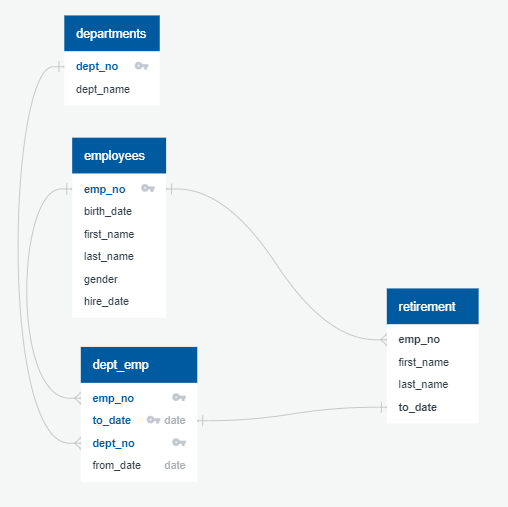 departments
dept_no
dept_name
employees
emp_no
birth_date
first_name
last_name
gender
hire_date
dept_emp
emp_no
to_date date
dept_no
from_date date
retirement
emp_no
first_name
last_name
to_date